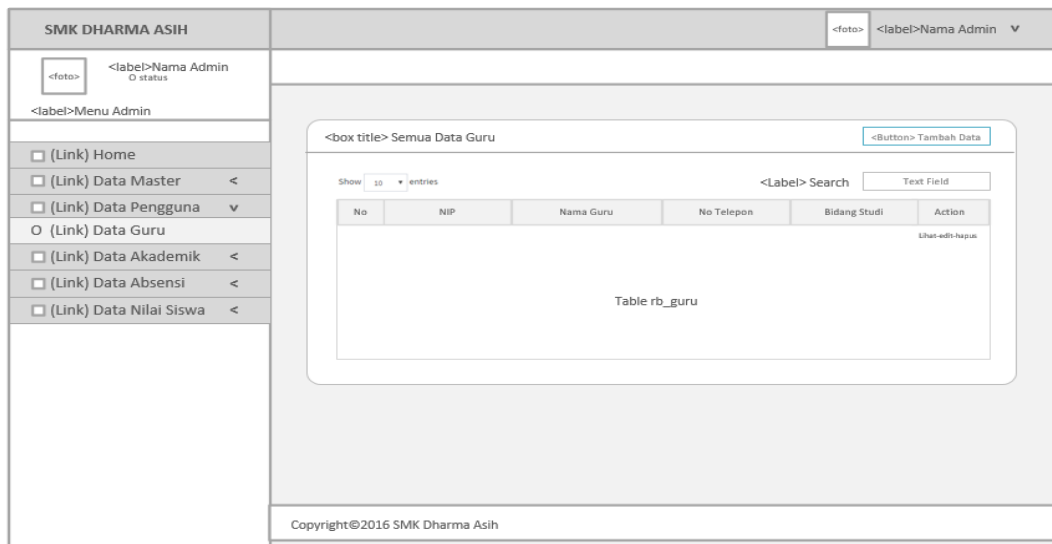 SMK DHARMA ASIH
<foto> <label>Nama Admin v
<foto> <label>Nama Admin
O status
<label>Menu Admin
(Link) Home
(Link) Data Master <
(Link) Data Pengguna v
O (Link) Data Guru
(Link) Data Akademik <
(Link) Data Absensi <
(Link) Data Nilai Siswa <
<box title> Semua Data Guru <Button> Tambah Data
Show 10 entries <Label> Search Text Field
No NIP Nama Guru No Telepon Bidang Studi Action
Lihat-edit-hapus
Table rb_guru
Copyright©2016 SMK Dharma Asih